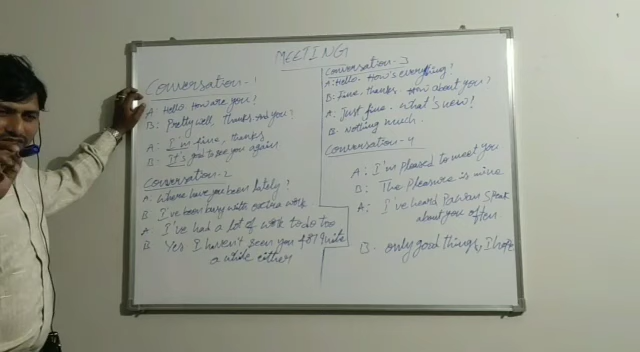 MEETING
Conversation - 1
A: Hello. How are you?
B: Pretty well, Thanks. And you?
A: I'm fine, thanks
B: It's good to see you again
Conversation - 2
A: Where have you been lately?
B I've been busy with extra work
A I've had a lot of work to do too
B Yes I haven't seen you for quite
a while either
Conversation - 3
A: Hello. How's everything?
B: Fine, thanks. How about you?
A: Just fine. What's new!
B: Nothing much.
Conversation - 4
A: I'm Pleased to meet you
B: The Pleasure is mine
A: I've heard Pawan Speak
about you often
B- only good things, I hope